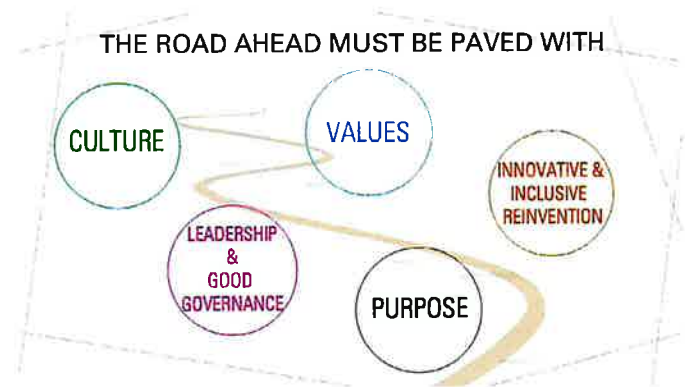 THE ROAD AHEAD MUST BE PAVED WITH
CULTURE
VALUES
INNOVATIVE &
INCLUSIVE
REINVENTION
LEADERSHIP
&
GOOD
GOVERNANCE
PURPOSE